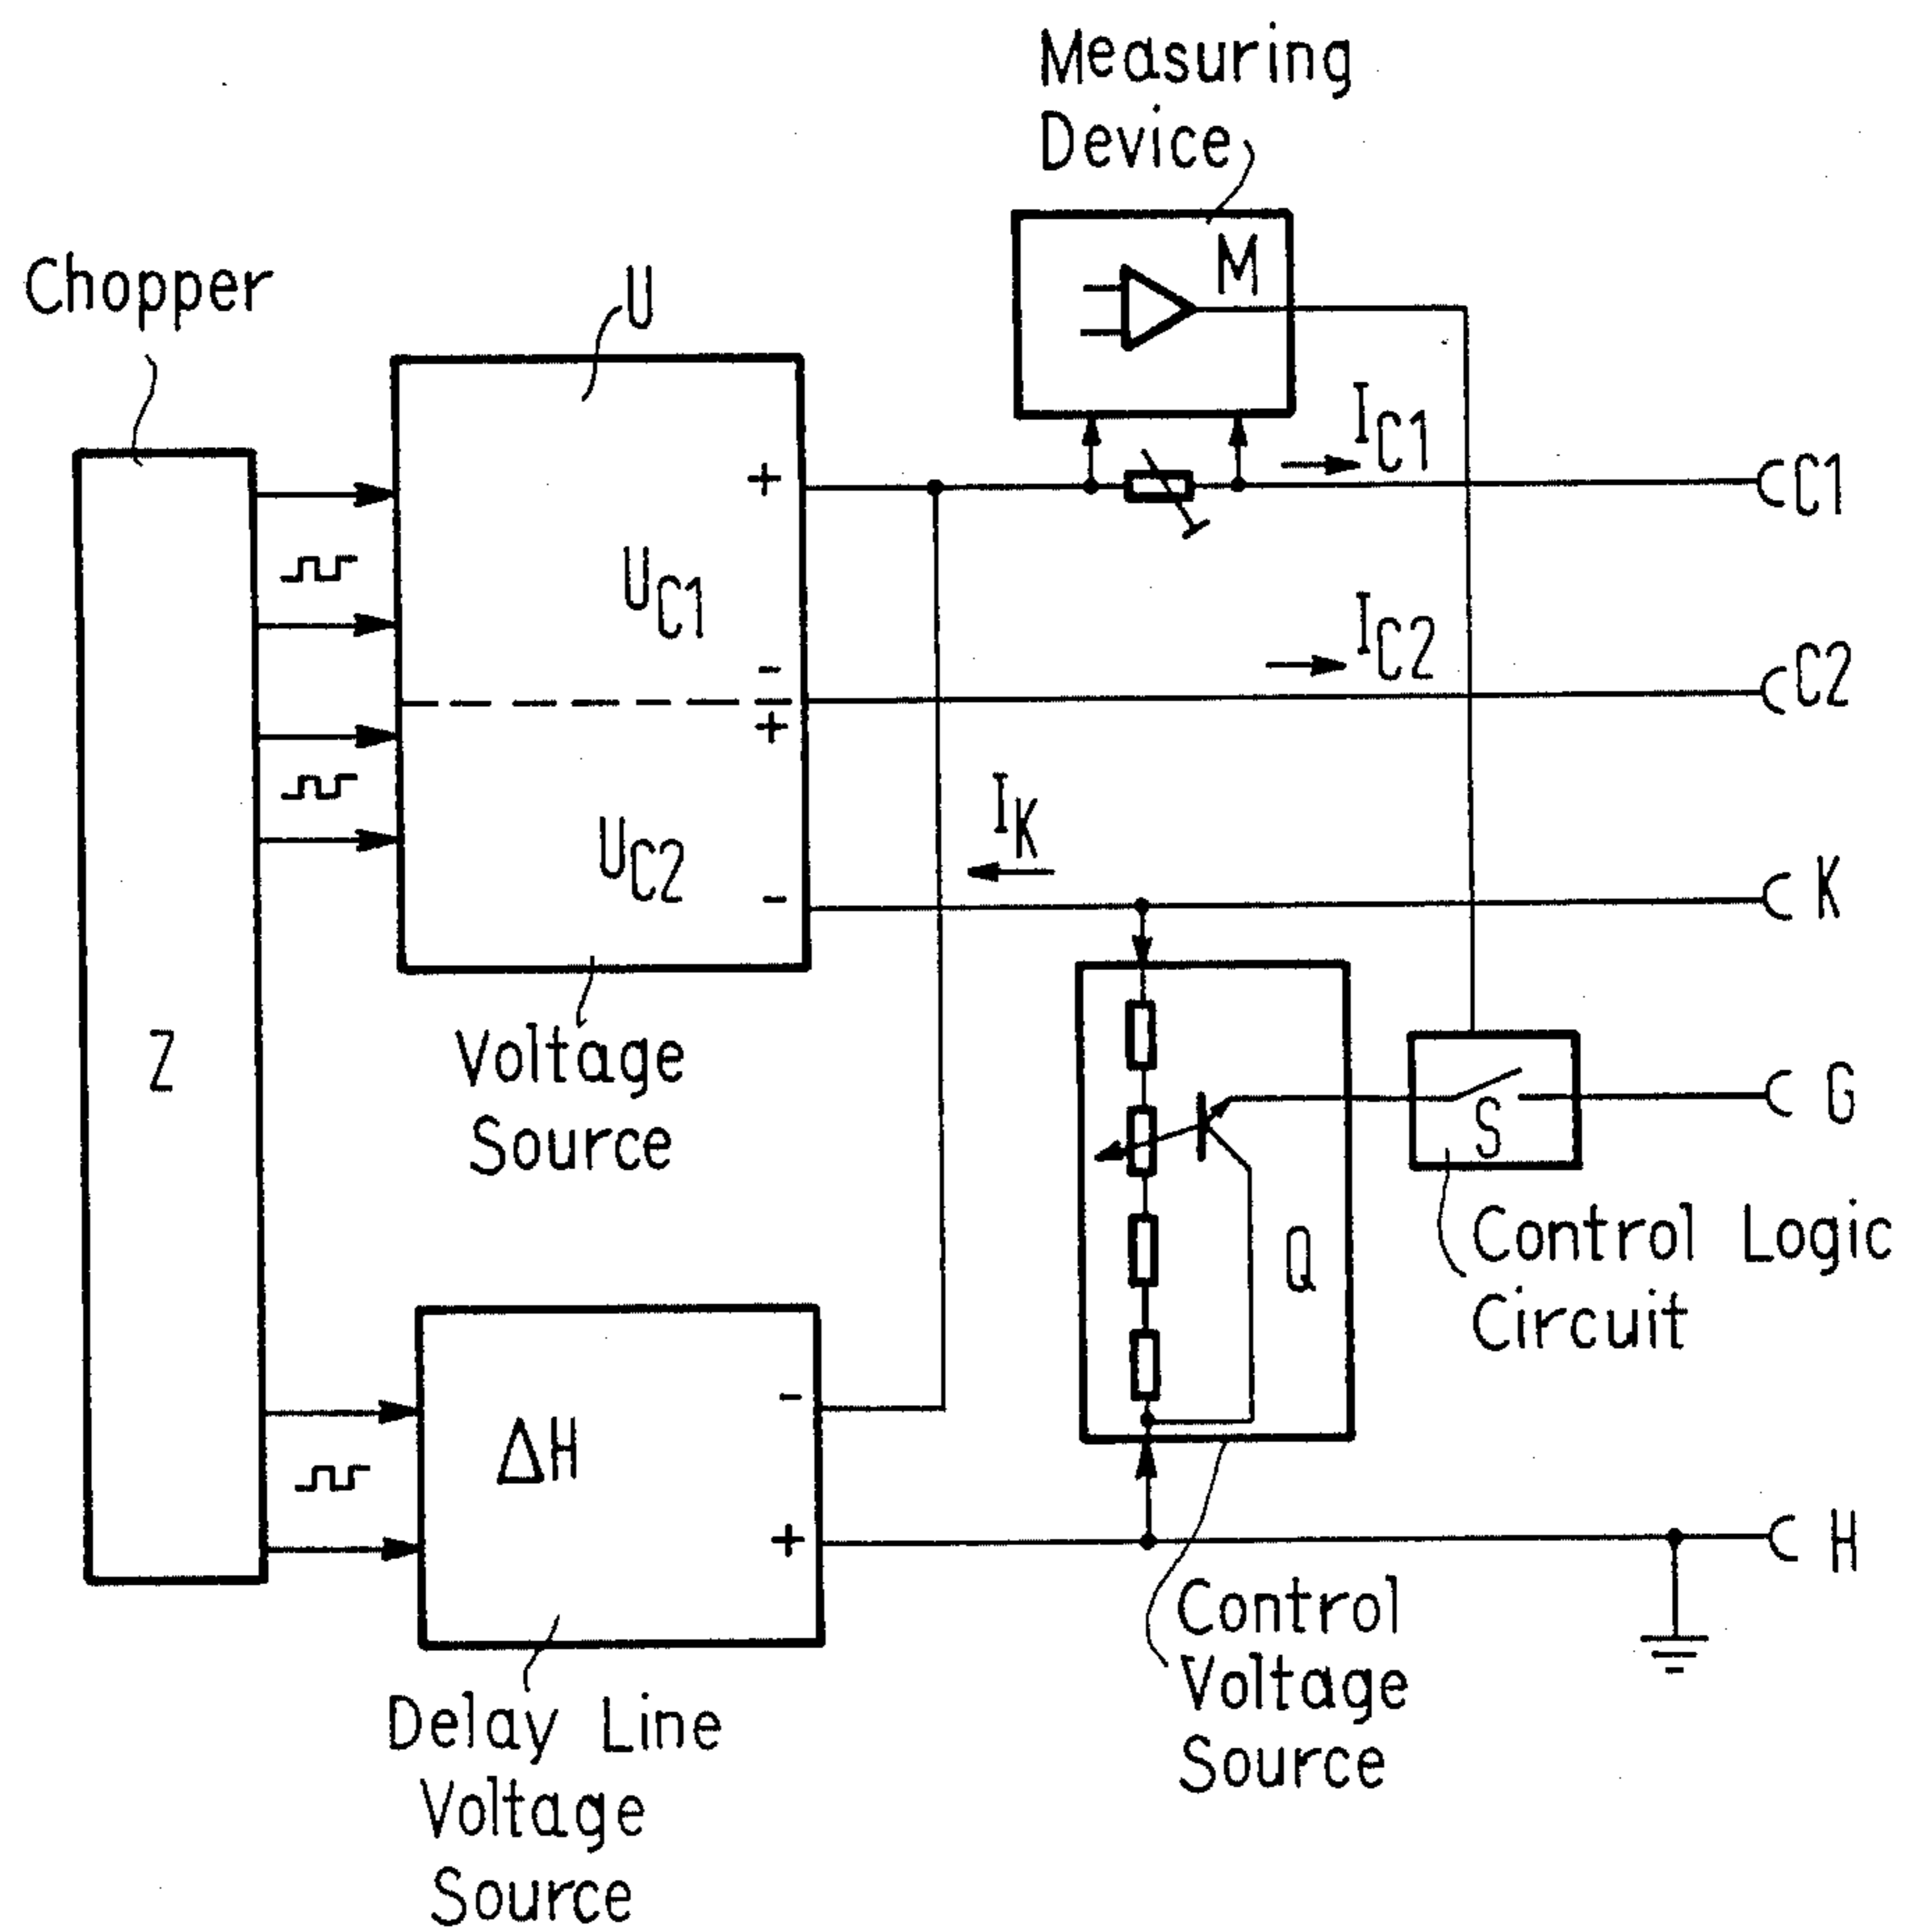 Measuring
Device
M
Chopper
U
I_C1
+
C1
U_C1
I_C2
-
C2
+
I_K
U_C2
-
K
Z
Voltage
Source
G
S
Control Logic
Circuit
Q
-
ΔH
+
H
Control
Voltage
Source
Delay Line
Voltage
Source